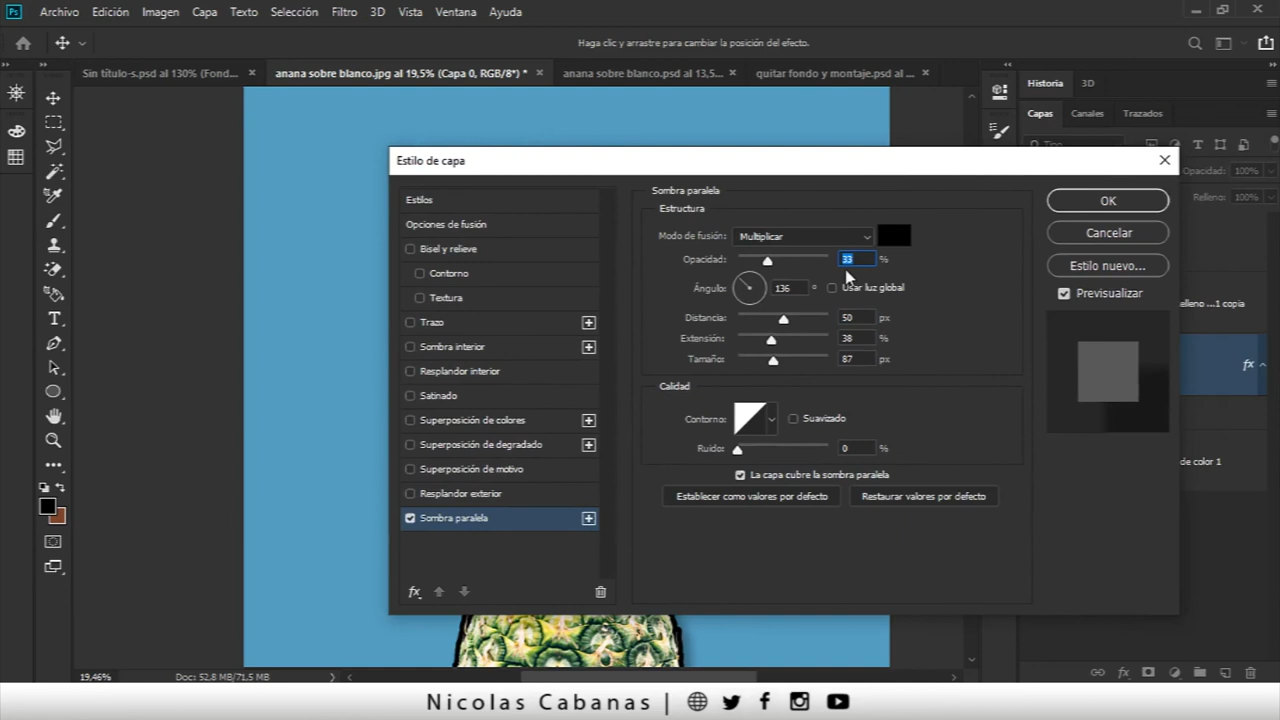 Ps Archivo Edición Imagen Capa Texto Selección Filtro 3D Vista Ventana Ayuda
Haga clic y arrastre para cambiar la posición del efecto.
Sin título-s.psd al 130% (Fond... × anana sobre blanco.jpg al 19,5% (Capa 0, RGB/8*) * × anana sobre blanco.psd al 13,5... × quitar fondo y montaje.psd al ... ×
Historia 3D
Capas Canales Trazados
Tipo
Opacidad: 100%
Relleno: 100%
Estilo de capa
Estilos
Opciones de fusión
Bisel y relieve
Contorno
Textura
Trazo
Sombra interior
Resplandor interior
Satinado
Superposición de colores
Superposición de degradado
Superposición de motivo
Resplandor exterior
Sombra paralela
fx
Sombra paralela
Estructura
Modo de fusión: Multiplicar
Opacidad: 33 %
Ángulo: 136 ° Usar luz global
Distancia: 50 px
Extensión: 38 %
Tamaño: 87 px
Calidad
Contorno: Suavizado
Ruido: 0 %
La capa cubre la sombra paralela
Establecer como valores por defecto Restaurar valores por defecto
OK
Cancelar
Estilo nuevo...
Previsualizar
elleno ...1 copia
fx
de color 1
19,46% Doc: 52,8 MB/71,5 MB
fx
Nicolas Cabanas |